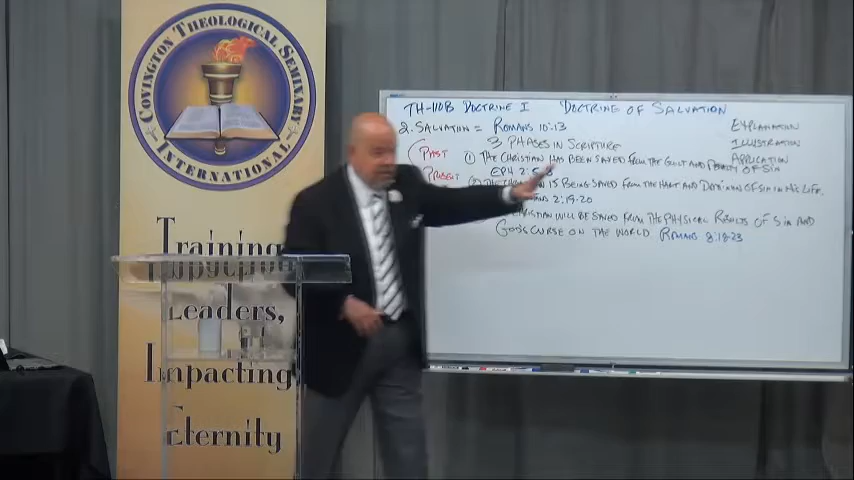 COVINGTON THEOLOGICAL SEMINARY
INTERNATIONAL
Training
Leaders,
Impacting
Eternity
TH-110B DOCTRINE I DOCTRINE OF SALVATION
2. SALVATION = ROMANS 10:13
3 PHASES IN SCRIPTURE
EXPLANATION
ILLUSTRATION
APPLICATION
PAST ① THE CHRISTIAN HAS BEEN SAVED FROM THE GUILT AND PENALTY OF SIN
EPH 2:5
PRESENT IS BEING SAVED FROM THE HABIT AND DOMINION OF SIN IN HIS LIFE.
2:19-20
CHRISTIAN WILL BE SAVED FROM THE PHYSICAL RESULTS OF SIN AND
GOD'S CURSE ON THE WORLD ROMANS 8:18-23